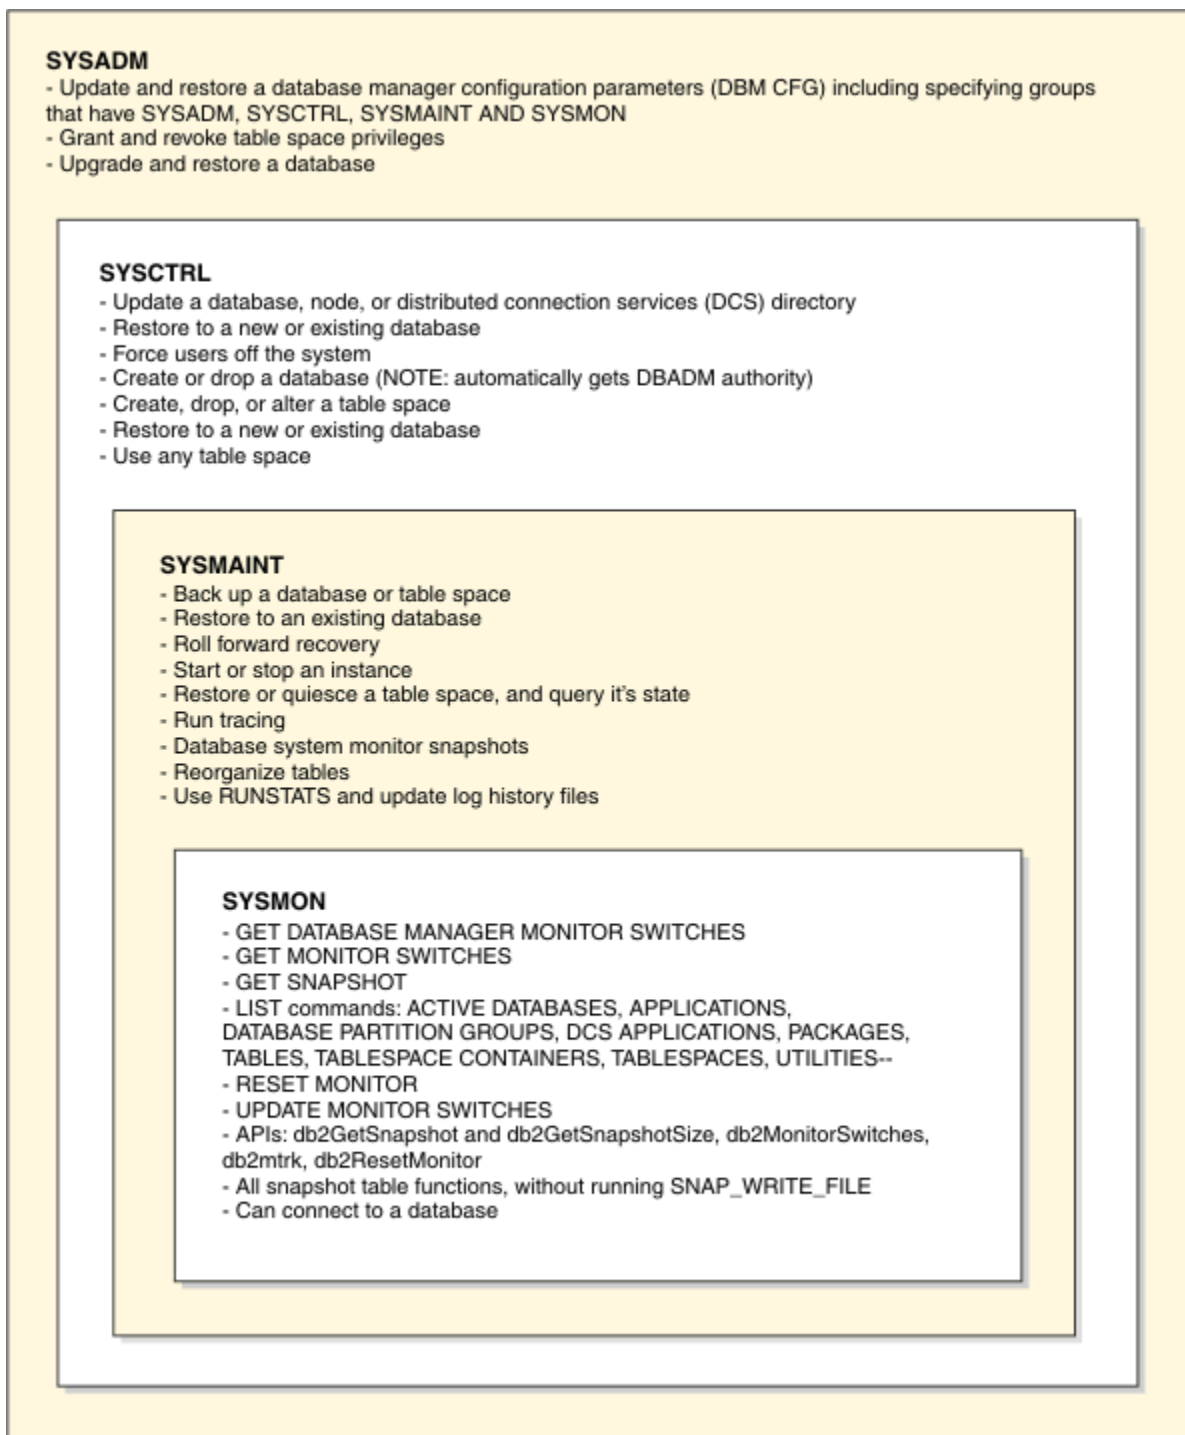 SYSADM
- Update and restore a database manager configuration parameters (DBM CFG) including specifying groups
that have SYSADM, SYSCTRL, SYSMAINT AND SYSMON
- Grant and revoke table space privileges
- Upgrade and restore a database
SYSCTRL
- Update a database, node, or distributed connection services (DCS) directory
- Restore to a new or existing database
- Force users off the system
- Create or drop a database (NOTE: automatically gets DBADM authority)
- Create, drop, or alter a table space
- Restore to a new or existing database
- Use any table space
SYSMAINT
- Back up a database or table space
- Restore to an existing database
- Roll forward recovery
- Start or stop an instance
- Restore or quiesce a table space, and query it's state
- Run tracing
- Database system monitor snapshots
- Reorganize tables
- Use RUNSTATS and update log history files
SYSMON
- GET DATABASE MANAGER MONITOR SWITCHES
- GET MONITOR SWITCHES
- GET SNAPSHOT
- LIST commands: ACTIVE DATABASES, APPLICATIONS,
DATABASE PARTITION GROUPS, DCS APPLICATIONS, PACKAGES,
TABLES, TABLESPACE CONTAINERS, TABLESPACES, UTILITIES--
- RESET MONITOR
- UPDATE MONITOR SWITCHES
- APIs: db2GetSnapshot and db2GetSnapshotSize, db2MonitorSwitches,
db2mtrk, db2ResetMonitor
- All snapshot table functions, without running SNAP_WRITE_FILE
- Can connect to a database